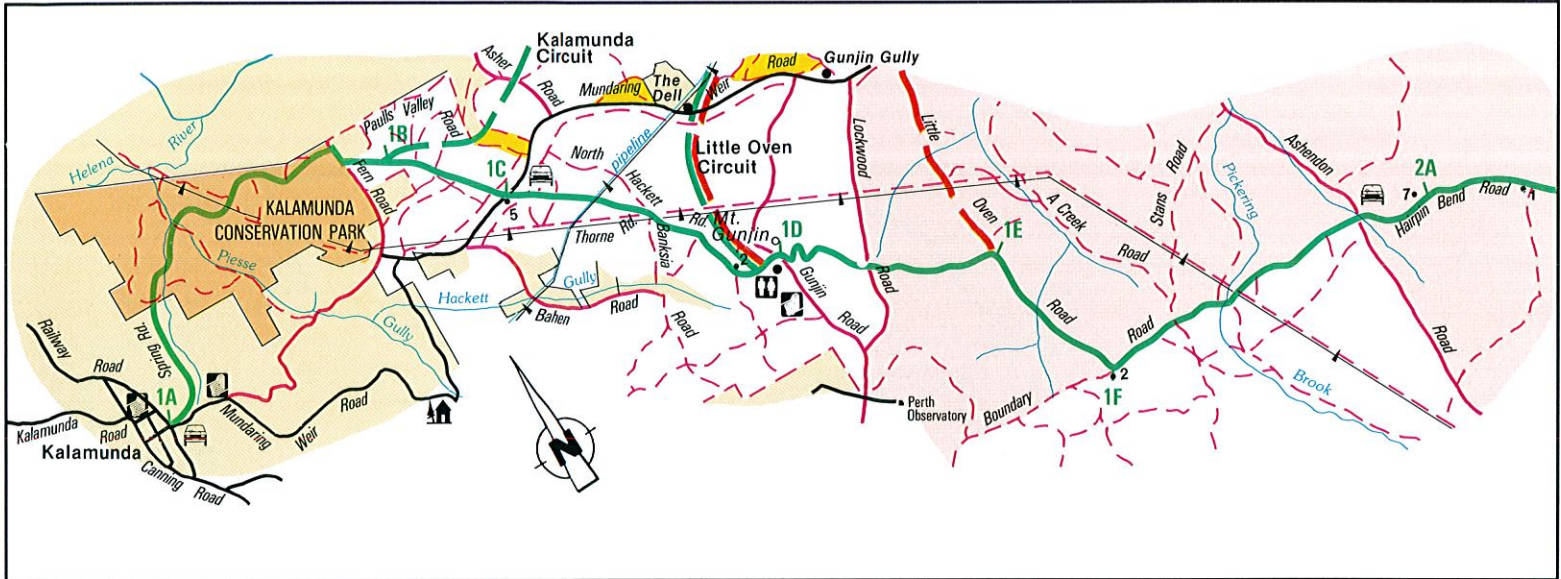 Kalamunda
Circuit
Asher
Road
Mundaring
The
Dell
Weir
Road
Gunjin Gully
Paulls Valley
Road
1B
Helena
River
Fern
Road
1C
5
North
pipeline
Hackett
Rd.
Little Oven
Circuit
Lockwood
Road
Little
Oven
Road
A Creek
Road
Stans
Road
Pickering
Brook
Ashendon
Road
2A
7
Hairpin Bend Road
KALAMUNDA
CONSERVATION PARK
Piesse
Gully
Thorne Rd.
Banksia
Road
Mt.
Gunjin
1D
2
Gunjin
Road
1E
Hackett
Gully
Bahen Road
Spring Rd.
Railway
Road
1A
Kalamunda
Road
Kalamunda
Canning
Road
Mundaring
Weir
Road
N
Perth
Observatory
Boundary
Road
2
1F